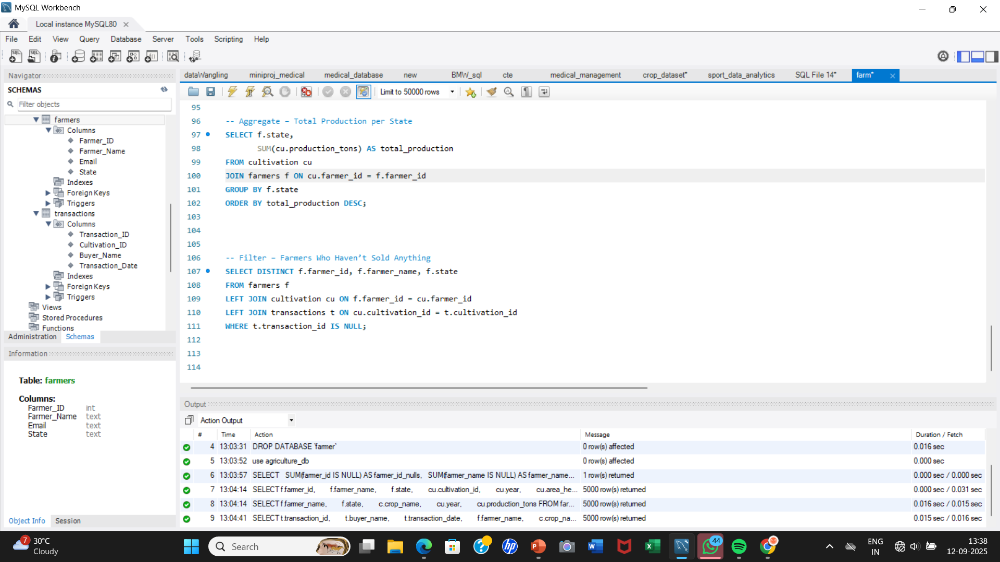 MySQL Workbench
Local instance MySQL80
File Edit View Query Database Server Tools Scripting Help
Navigator
SCHEMAS
Filter objects
farmers
Columns
Farmer_ID
Farmer_Name
Email
State
Indexes
Foreign Keys
Triggers
transactions
Columns
Transaction_ID
Cultivation_ID
Buyer_Name
Transaction_Date
Indexes
Foreign Keys
Triggers
Views
Stored Procedures
Functions
Administration Schemas
Information
Table: farmers
Columns:
Farmer_ID int
Farmer_Name text
Email text
State text
Object Info Session
dataWangling miniproj_medical medical_database new BMW_sql cte medical_management crop_dataset* sport_data_analytics SQL File 14* farm*
Limit to 50000 rows
95
96 -- Aggregate – Total Production per State
97 SELECT f.state,
98 SUM(cu.production_tons) AS total_production
99 FROM cultivation cu
100 JOIN farmers f ON cu.farmer_id = f.farmer_id
101 GROUP BY f.state
102 ORDER BY total_production DESC;
103
104
105
106 -- Filter – Farmers Who Haven’t Sold Anything
107 SELECT DISTINCT f.farmer_id, f.farmer_name, f.state
108 FROM farmers f
109 LEFT JOIN cultivation cu ON f.farmer_id = cu.farmer_id
110 LEFT JOIN transactions t ON cu.cultivation_id = t.cultivation_id
111 WHERE t.transaction_id IS NULL;
112
113
114
Output
Action Output
# Time Action Message Duration / Fetch
4 13:03:31 DROP DATABASE `farmer` 0 row(s) affected 0.016 sec
5 13:03:52 use agriculture_db 0 row(s) affected 0.000 sec
6 13:03:57 SELECT SUM(farmer_id IS NULL) AS farmer_id_nulls, SUM(farmer_name IS NULL) AS farmer_name... 1 row(s) returned 0.000 sec / 0.000 sec
7 13:04:14 SELECT f.farmer_id, f.farmer_name, f.state, cu.cultivation_id, cu.year, cu.area_he... 5000 row(s) returned 0.000 sec / 0.031 sec
8 13:04:14 SELECT f.farmer_name, f.state, c.crop_name, cu.year, cu.production_tons FROM far... 5000 row(s) returned 0.016 sec / 0.015 sec
9 13:04:41 SELECT t.transaction_id, t.buyer_name, t.transaction_date, f.farmer_name, c.crop_na... 5000 row(s) returned 0.015 sec / 0.016 sec
7
30°C
Cloudy
Search
44
ENG
IN
13:38
12-09-2025